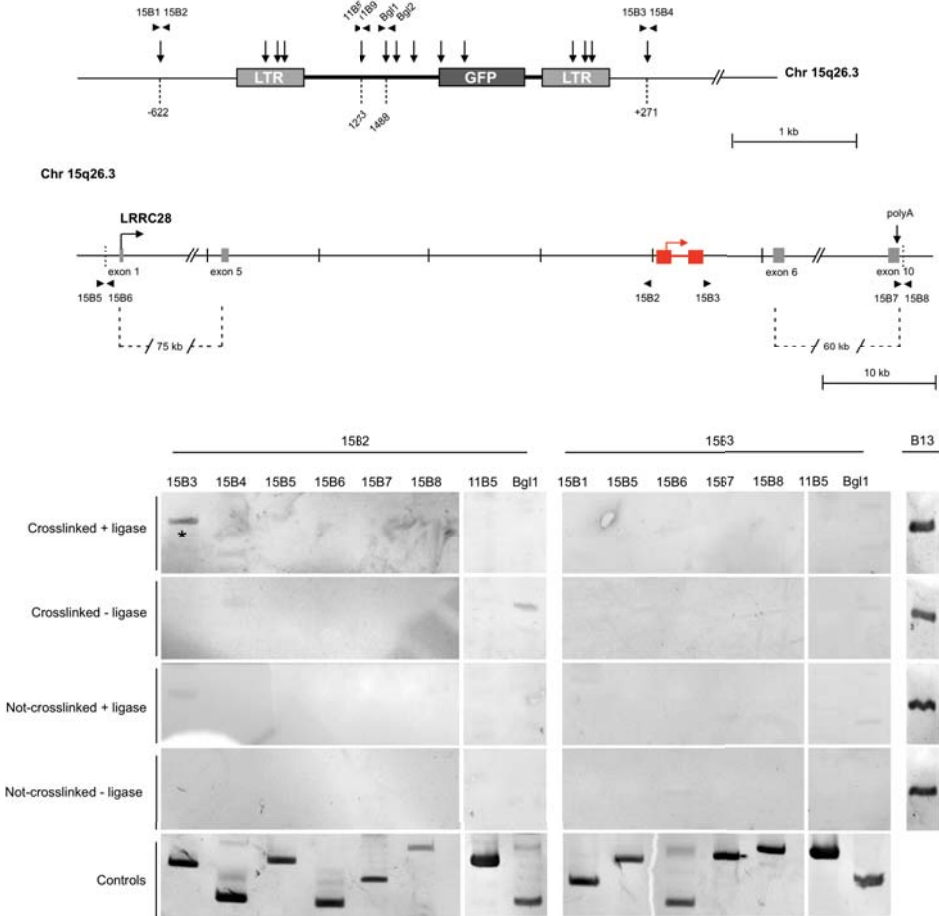 15B1 15B2
11B5
11B9
Bgl1
Bgl2
15B3 15B4
LTR
GFP
LTR
Chr 15q26.3
-622
1488
+271
1 kb
Chr 15q26.3
LRRC28
polyA
exon 1
exon 5
exon 6
exon 10
15B5
15B6
15B2
15B3
15B7
15B8
75 kb
60 kb
10 kb
15B2
15B3
B13
15B3 15B4 15B5 15B6 15B7 15B8 11B5 Bgl1
15B1 15B5 15B6 15B7 15B8 11B5 Bgl1
Crosslinked + ligase
*
Crosslinked - ligase
Not-crosslinked + ligase
Not-crosslinked - ligase
Controls